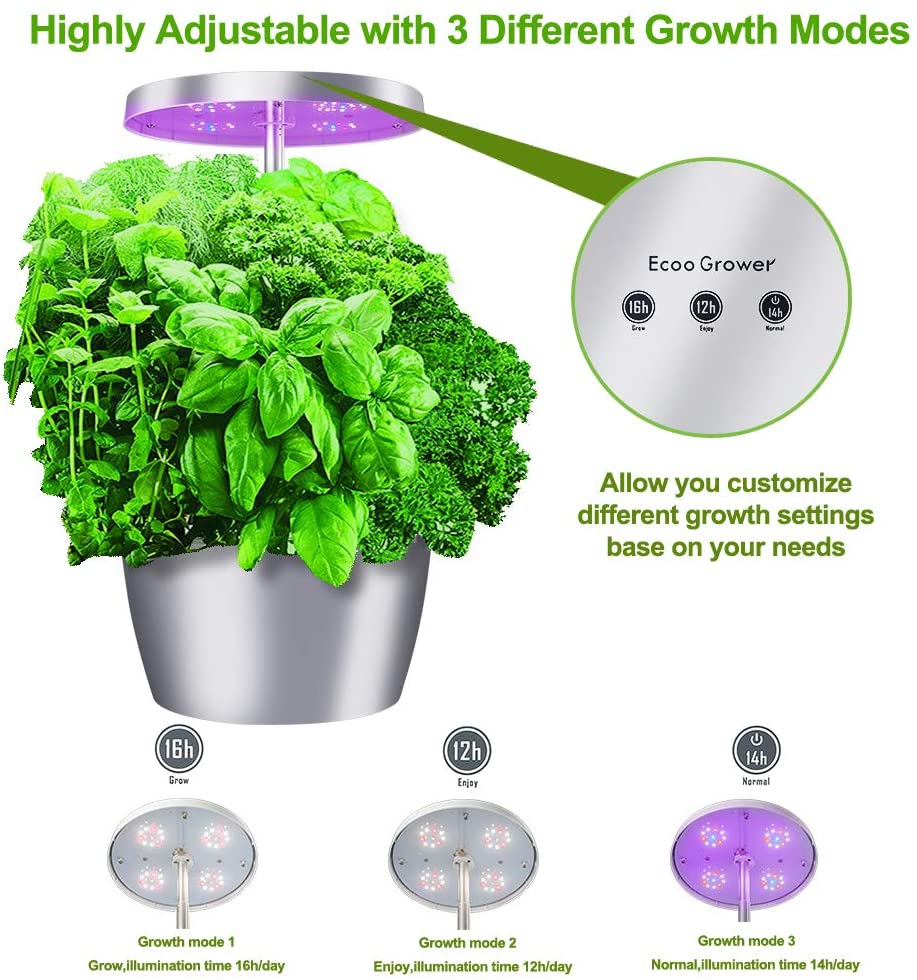 Highly Adjustable with 3 Different Growth Modes
Ecoo Grower
16h 12h 14h
Grow Enjoy Normal
Allow you customize
different growth settings
base on your needs
16h 12h 14h
Grow Enjoy Normal
Growth mode 1 Growth mode 2 Growth mode 3
Grow,illumination time 16h/day Enjoy,illumination time 12h/day Normal,illumination time 14h/day